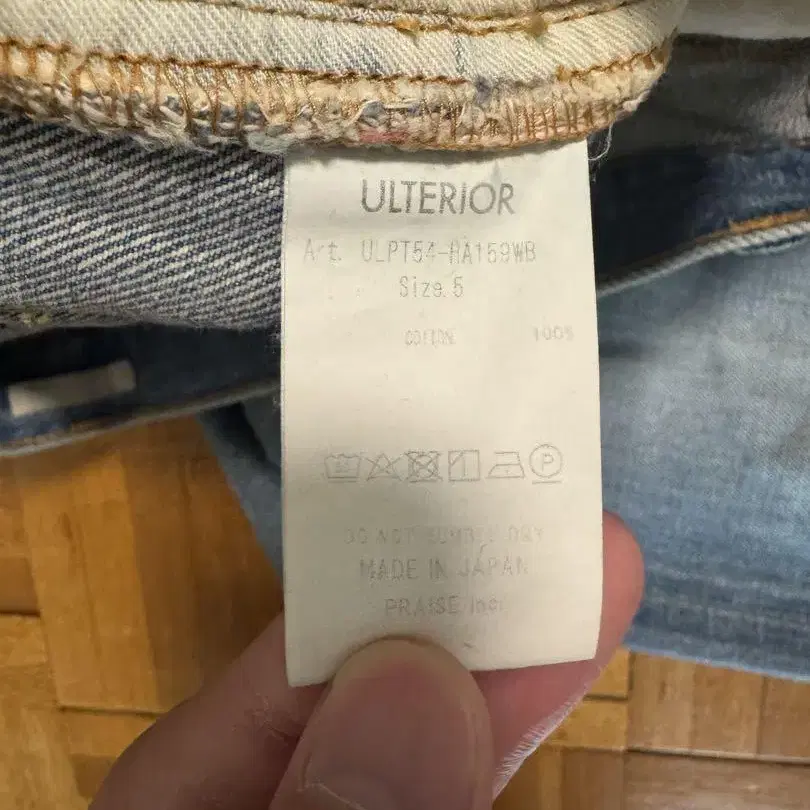 ULTERIOR
Art. ULPT54-HA159WB
Size.5
COTTON 100%
P
DO NOT TUMBLE DRY
MADE IN JAPAN
PRAISE Inc.